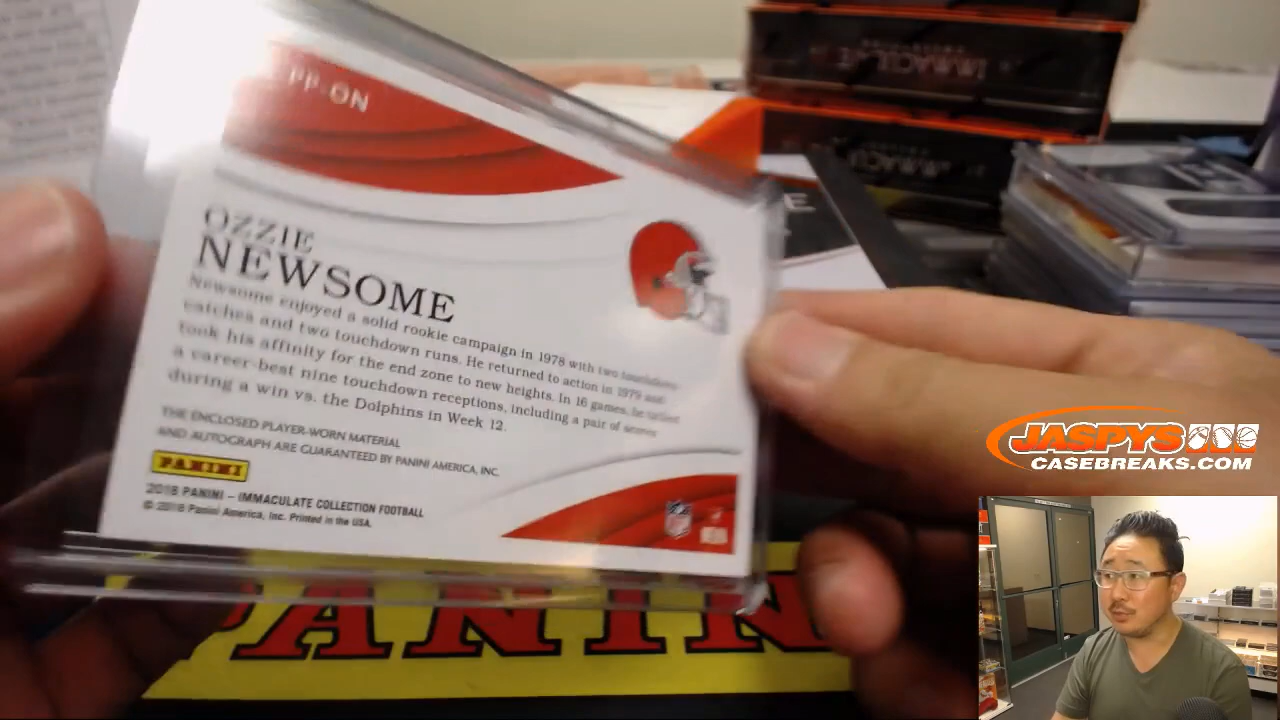 PP-ON
OZZIE
NEWSOME
Newsome enjoyed a solid rookie campaign in 1978 with two touchdown
catches and two touchdown runs. He returned to action in 1979 and
took his affinity for the end zone to new heights. In 16 games, he tallied
a career-best nine touchdown receptions, including a pair of scores
during a win vs. the Dolphins in Week 12.
THE ENCLOSED PLAYER-WORN MATERIAL
AND AUTOGRAPH ARE GUARANTEED BY PANINI AMERICA, INC.
PANINI
2018 PANINI – IMMACULATE COLLECTION FOOTBALL
© 2018 Panini America, Inc. Printed in the USA.
NFL
PANINI
IMMACULATE
JASPYS
CASEBREAKS.COM